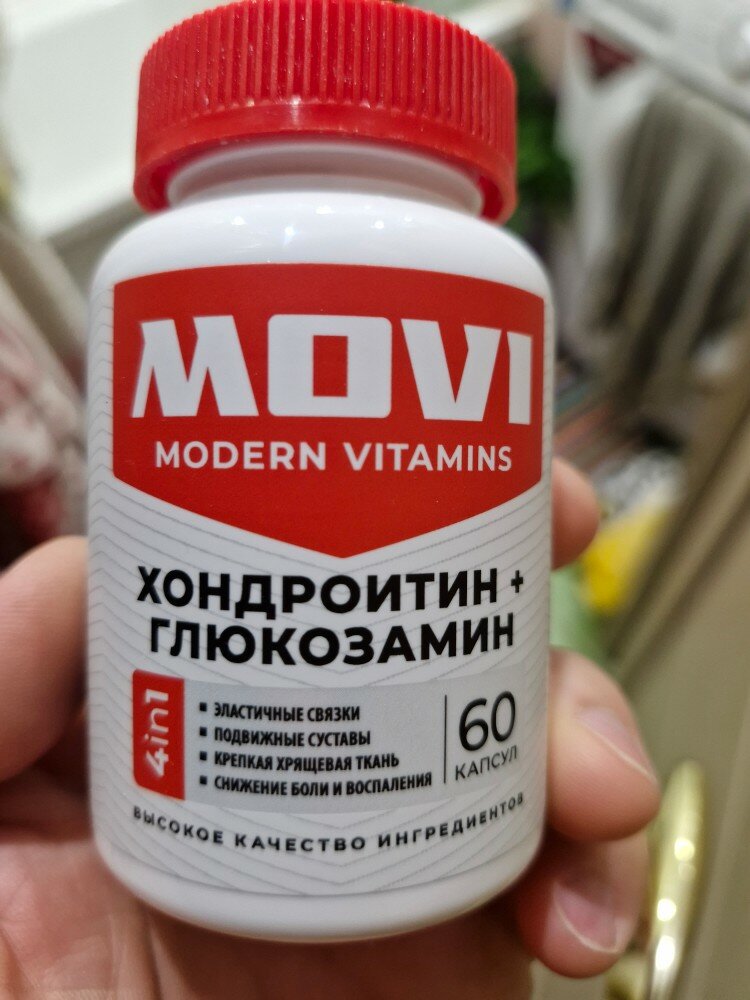 MOVI
MODERN VITAMINS
ХОНДРОИТИН +
ГЛЮКОЗАМИН
4in1
▪ ЭЛАСТИЧНЫЕ СВЯЗКИ
▪ ПОДВИЖНЫЕ СУСТАВЫ
▪ КРЕПКАЯ ХРЯЩЕВАЯ ТКАНЬ
▪ СНИЖЕНИЕ БОЛИ И ВОСПАЛЕНИЯ
60
КАПСУЛ
ВЫСОКОЕ КАЧЕСТВО ИНГРЕДИЕНТОВ